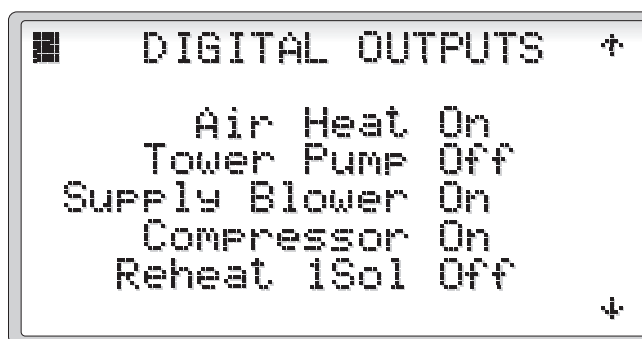 DIGITAL OUTPUTS
Air Heat On
Tower Pump Off
Supply Blower On
Compressor On
Reheat 1Sol Off